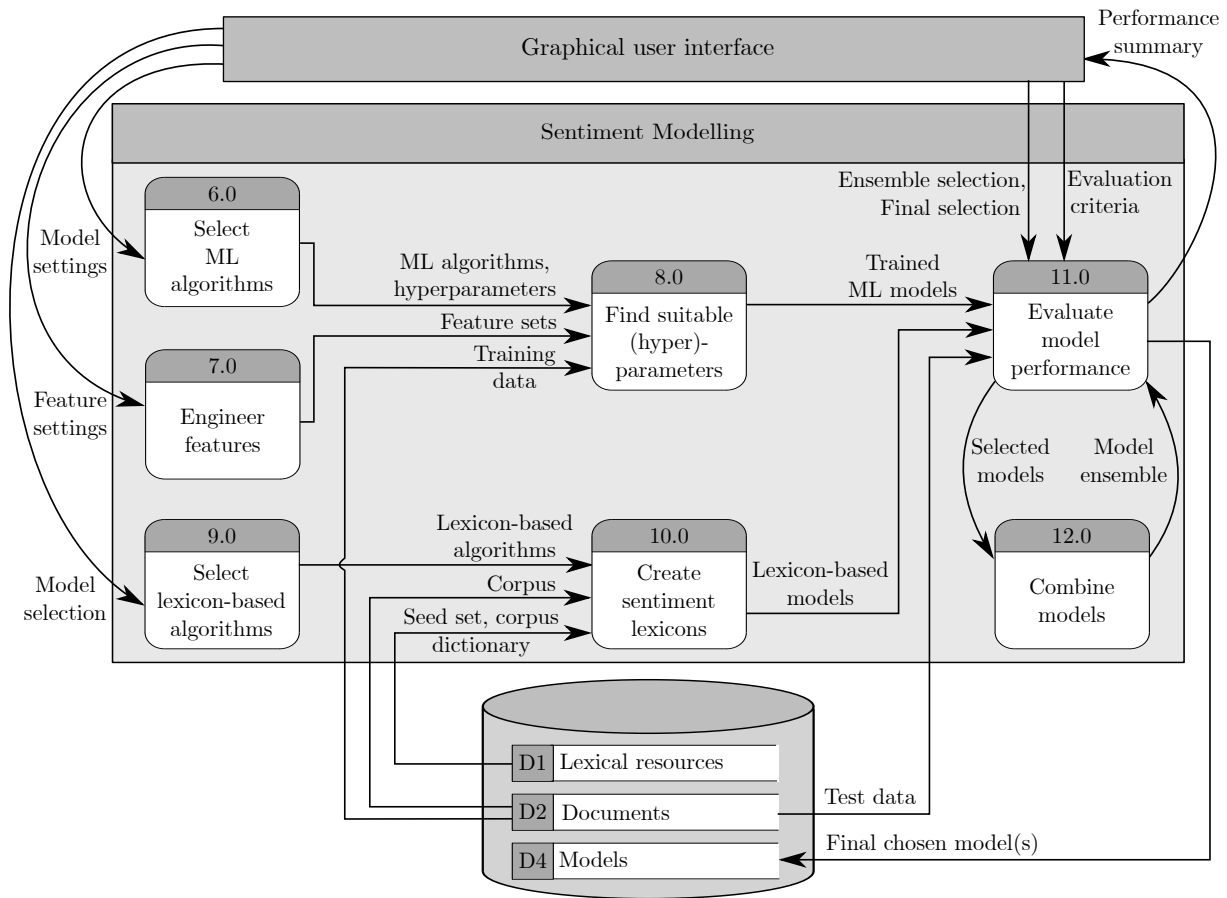 Graphical user interface
Performance
summary
Sentiment Modelling
6.0
Select
ML
algorithms
Model
settings
ML algorithms,
hyperparameters
Feature sets
Training
data
8.0
Find suitable
(hyper)-
parameters
Ensemble selection,
Final selection
Evaluation
criteria
Trained
ML models
11.0
Evaluate
model
performance
7.0
Engineer
features
Feature
settings
Selected
models
Model
ensemble
9.0
Select
lexicon-based
algorithms
Model
selection
Lexicon-based
algorithms
Corpus
Seed set, corpus
dictionary
10.0
Create
sentiment
lexicons
Lexicon-based
models
12.0
Combine
models
D1 Lexical resources
D2 Documents
Test data
D4 Models
Final chosen model(s)